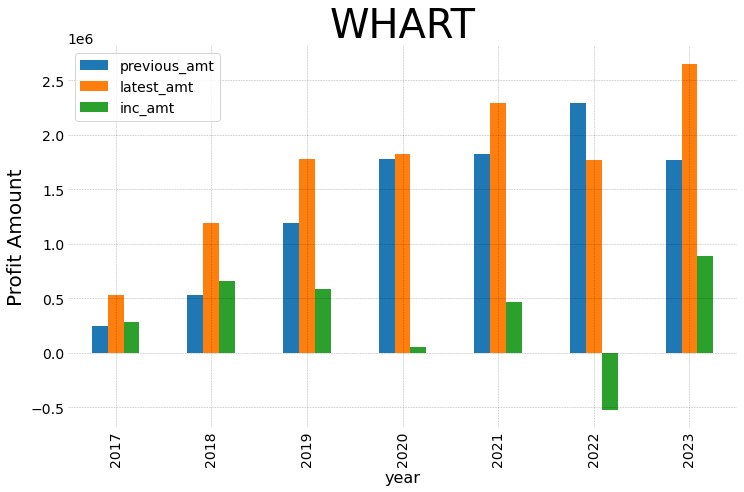 WHART
1e6
previous_amt
latest_amt
inc_amt
2.5
2.0
1.5
1.0
0.5
0.0
−0.5
Profit Amount
2017
2018
2019
2020
2021
2022
2023
year